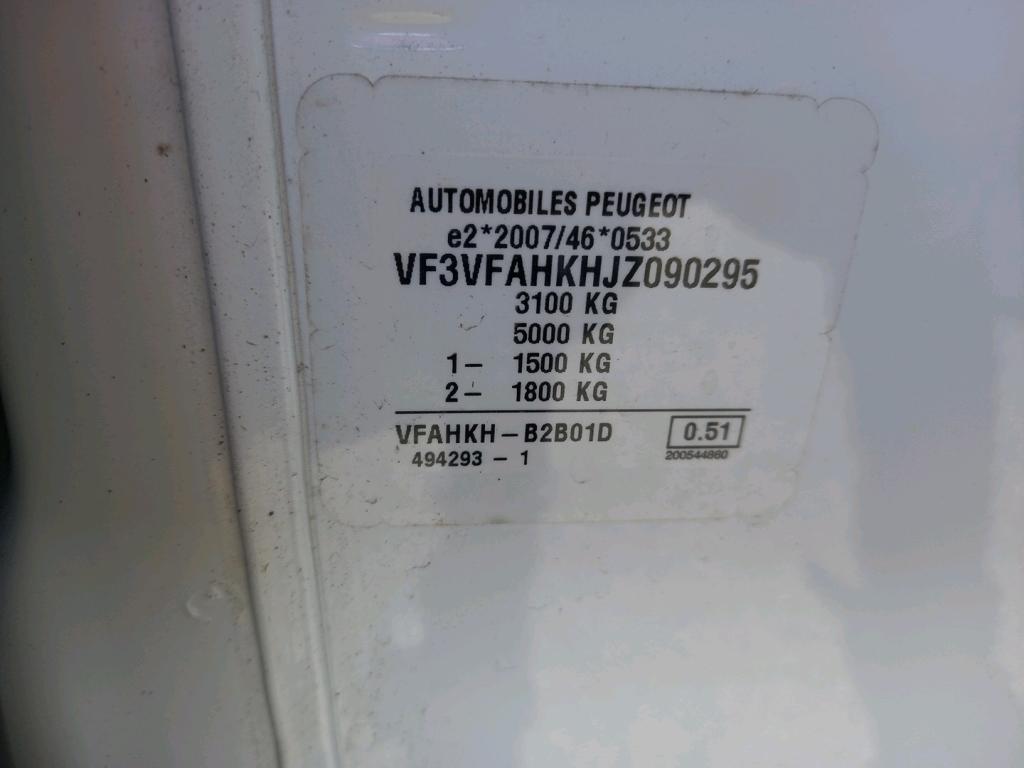 AUTOMOBILES PEUGEOT
e2*2007/46*0533
VF3VFAHKHJZ090295
3100 KG
5000 KG
1- 1500 KG
2- 1800 KG
VFAHKH-B2B01D 0.51
494293-1 200544860